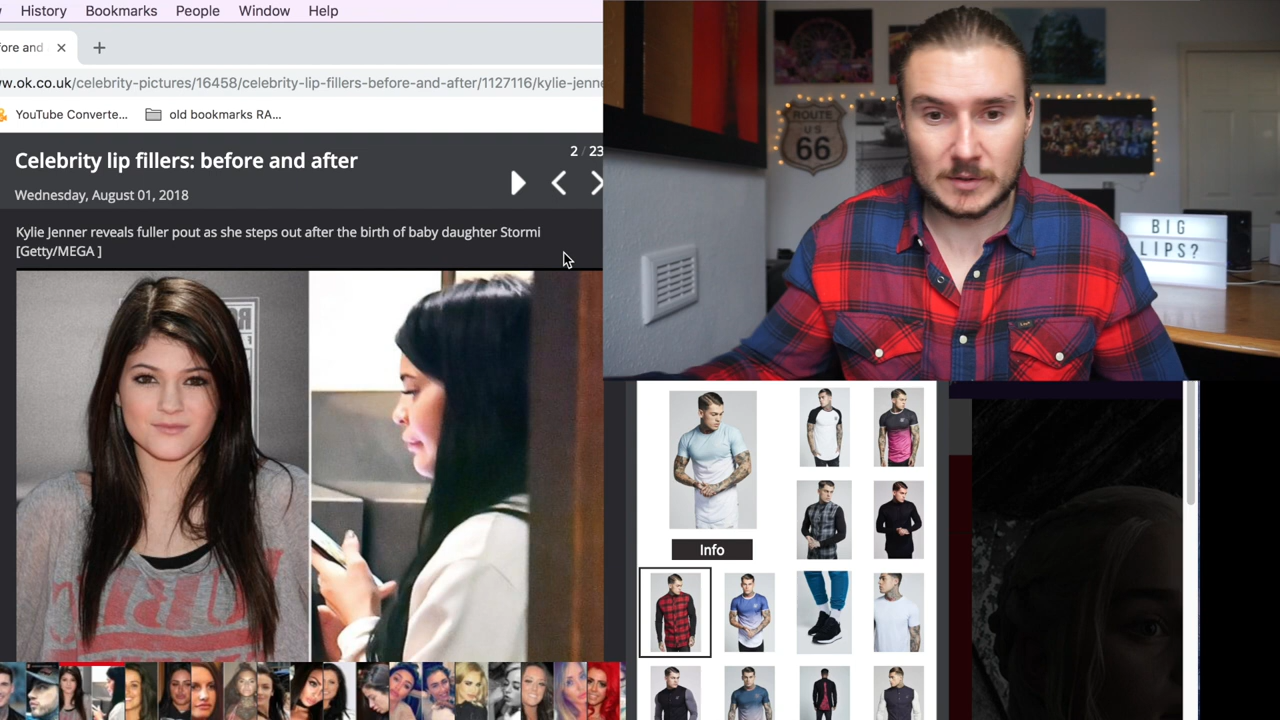 History Bookmarks People Window Help
fore and
w.ok.co.uk/celebrity-pictures/16458/celebrity-lip-fillers-before-and-after/1127116/kylie-jenne
YouTube Converte... old bookmarks RA...
Celebrity lip fillers: before and after
2 / 23
Wednesday, August 01, 2018
Kylie Jenner reveals fuller pout as she steps out after the birth of baby daughter Stormi
[Getty/MEGA ]
ROUTE
US
66
BIG
LIPS?
Info